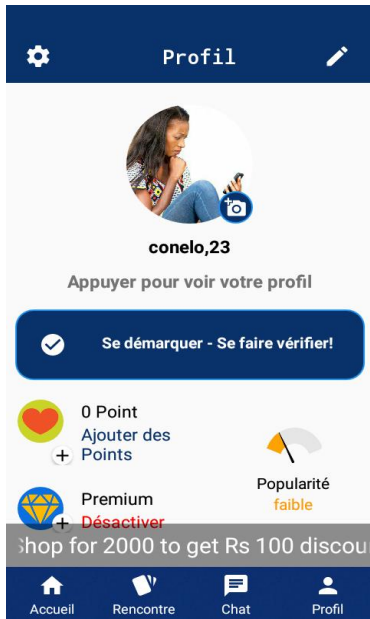 Profil
conelo,23
Appuyer pour voir votre profil
Se démarquer - Se faire vérifier!
0 Point
Ajouter des
Points
Popularité
faible
Premium
Désactiver
Shop for 2000 to get Rs 100 discou
Accueil
Rencontre
Chat
Profil